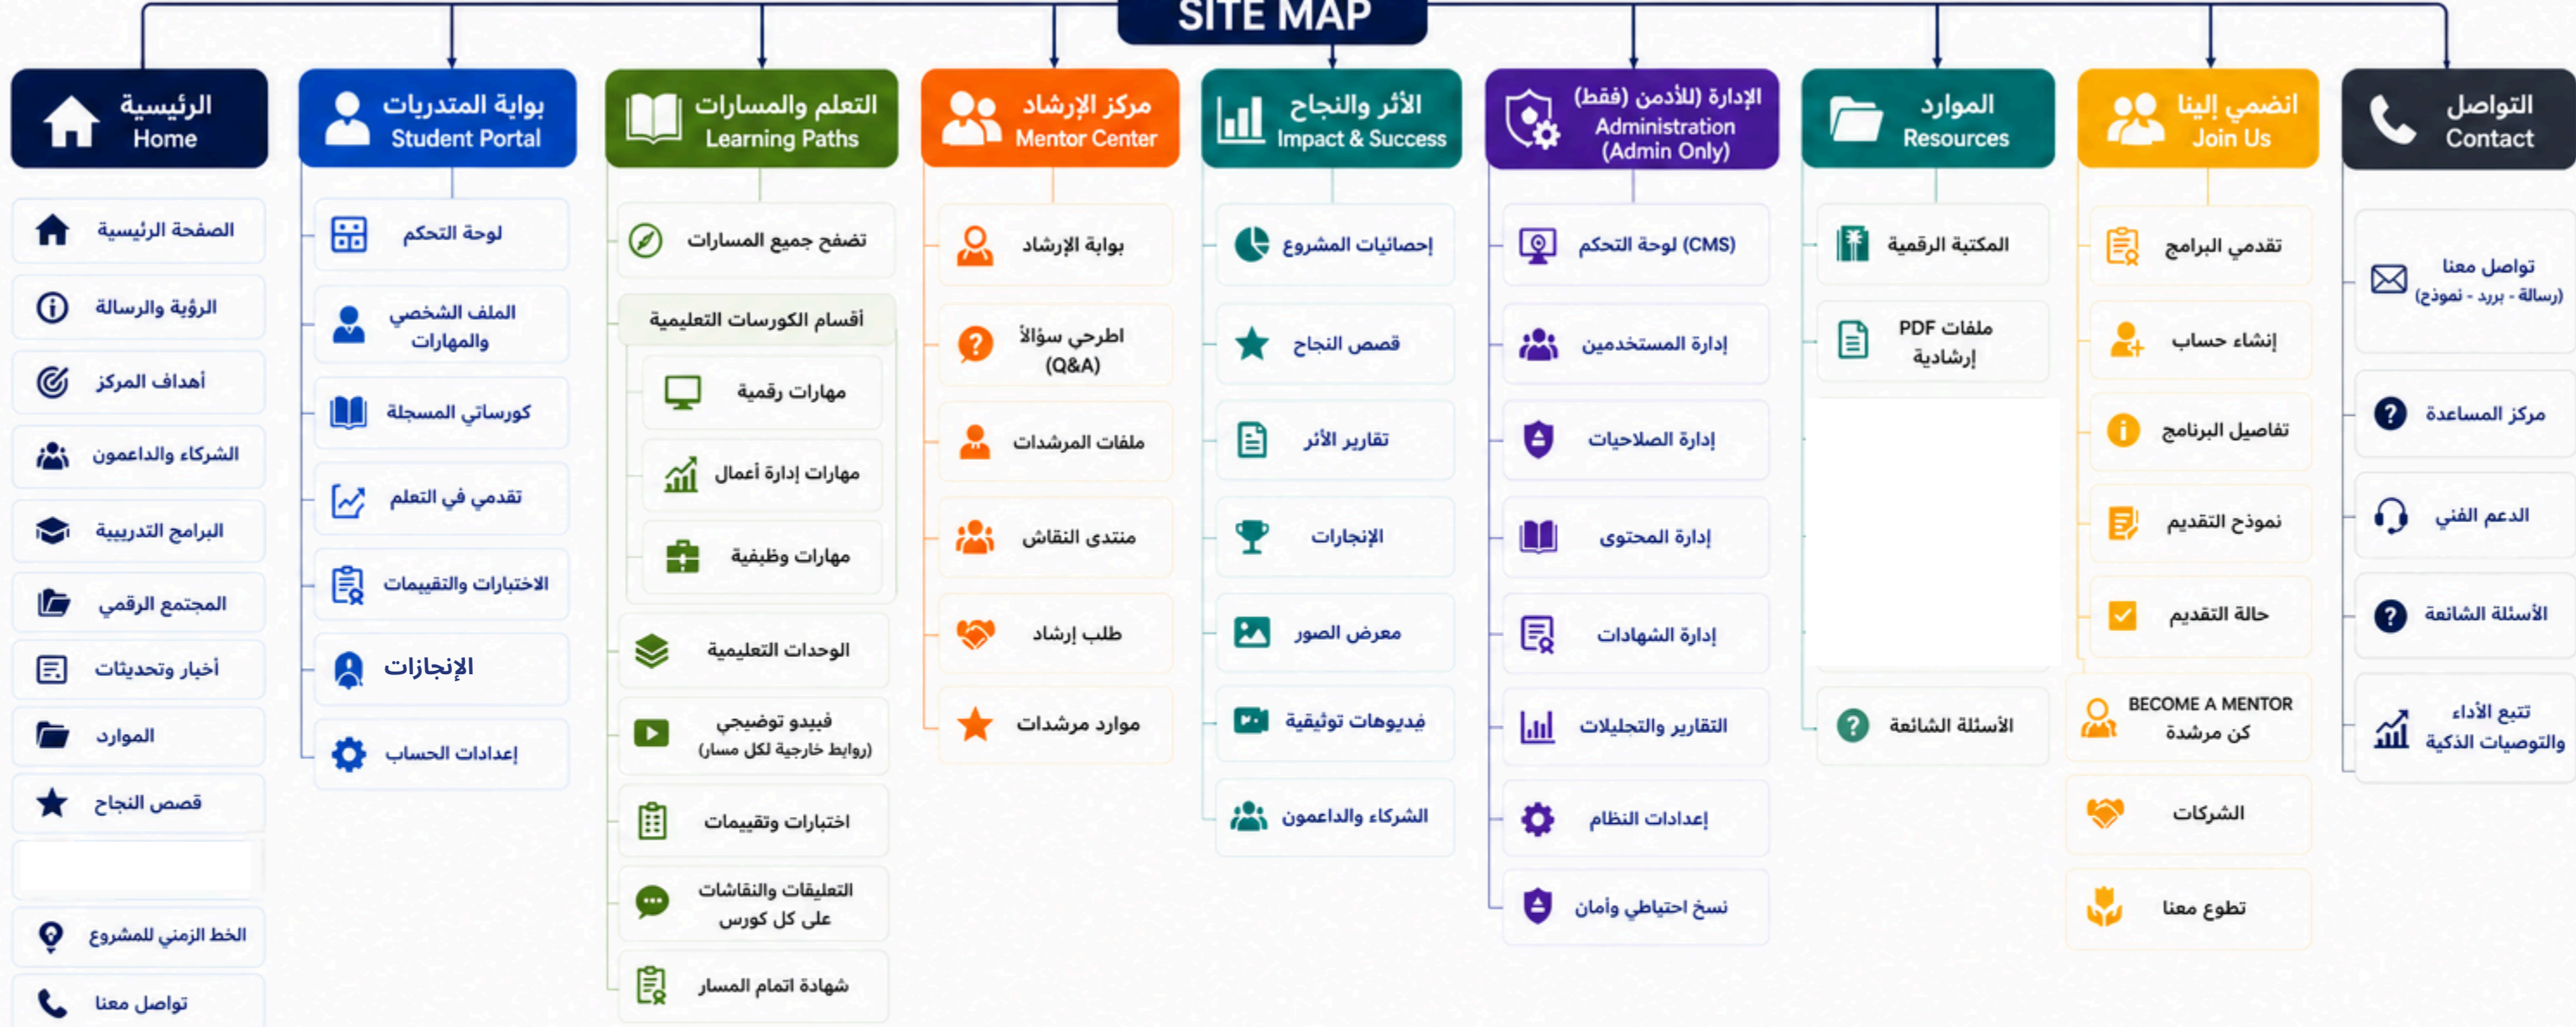 SITE MAP
الرئيسية
Home
الصفحة الرئيسية
الرؤية والرسالة
أهداف المركز
الشركاء والداعمون
البرامج التدريبية
المجتمع الرقمي
أخبار وتحديثات
الموارد
قصص النجاح
الخط الزمني للمشروع
تواصل معنا
بوابة المتدربات
Student Portal
لوحة التحكم
الملف الشخصي
والمهارات
كورساتي المسجلة
تقدمي في التعلم
الاختبارات والتقييمات
الإنجازات
إعدادات الحساب
التعلم والمسارات
Learning Paths
تضفح جميع المسارات
أقسام الكورسات التعليمية
مهارات رقمية
مهارات إدارة أعمال
مهارات وظيفية
الوحدات التعليمية
فيبدو توضيجي
(روابط خارجية لكل مسار)
اختبارات وتقييمات
التعليقات والنقاشات
على كل كورس
شهادة اتمام المسار
مركز الإرشاد
Mentor Center
بوابة الإرشاد
اطرحي سؤالاً
(Q&A)
ملفات المرشدات
منتدى النقاش
طلب إرشاد
موارد مرشدات
الأثر والنجاح
Impact & Success
إحصائيات المشروع
قصص النجاح
تقارير الأثر
الإنجارات
معرض الصور
فيديوهات توثيقية
الشركاء والداعمون
الإدارة (للأدمن (فقط)
Administration
(Admin Only)
لوحة التحكم (CMS)
إدارة المستخدمين
إدارة الصلاحيات
إدارة المحتوى
إدارة الشهادات
التقارير والتجليلات
إعدادات النظام
نسخ احتياطي وأمان
الموارد
Resources
المكتبة الرقمية
ملفات PDF
إرشادية
الأسئلة الشائعة
انضمي إلينا
Join Us
تقدمي البرامج
إنشاء حساب
تفاصيل البرنامج
نموذج التقديم
حالة التقديم
BECOME A MENTOR
كن مرشدة
الشركات
تطوع معنا
التواصل
Contact
تواصل معنا
(رسالة - بريد - نموذج)
مركز المساعدة
الدعم الفني
الأسئلة الشائعة
تتبع الأداء
والتوصيات الذكية